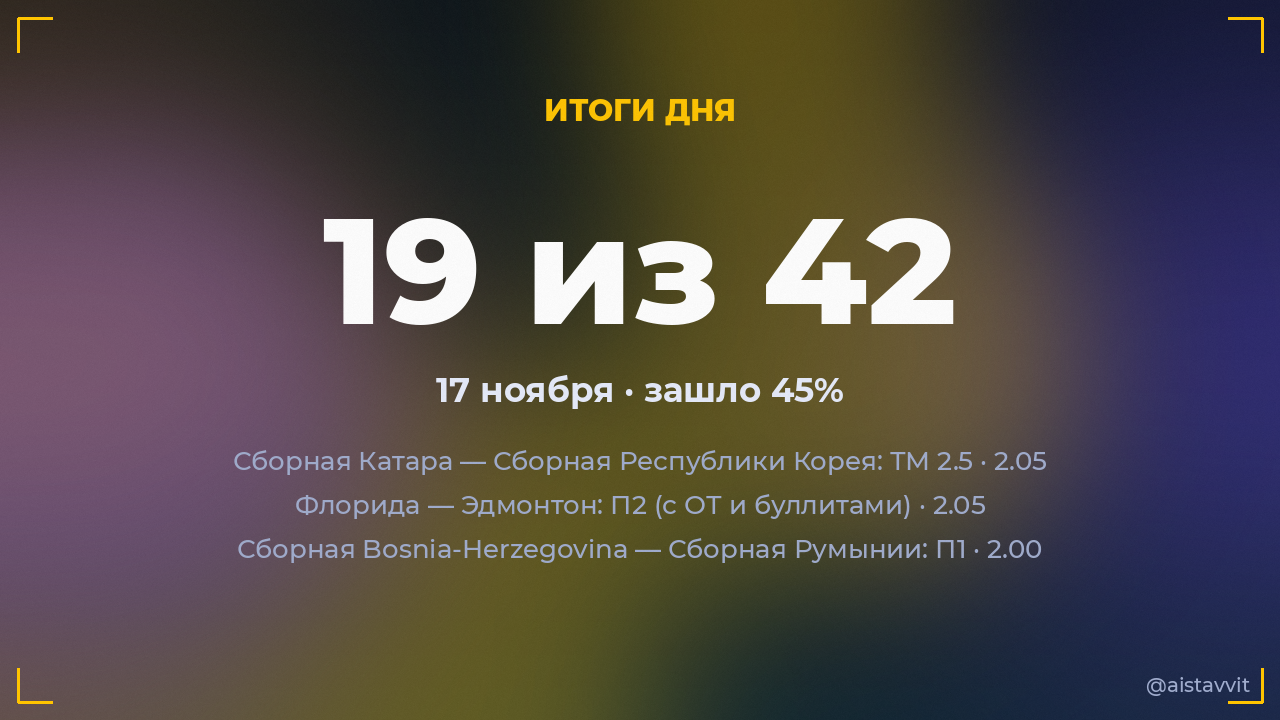 ИТОГИ ДНЯ
19 из 42
17 ноября · зашло 45%
Сборная Катара — Сборная Республики Корея: ТМ 2.5 · 2.05
Флорида — Эдмонтон: П2 (с ОТ и буллитами) · 2.05
Сборная Bosnia-Herzegovina — Сборная Румынии: П1 · 2.00
@aistavvit